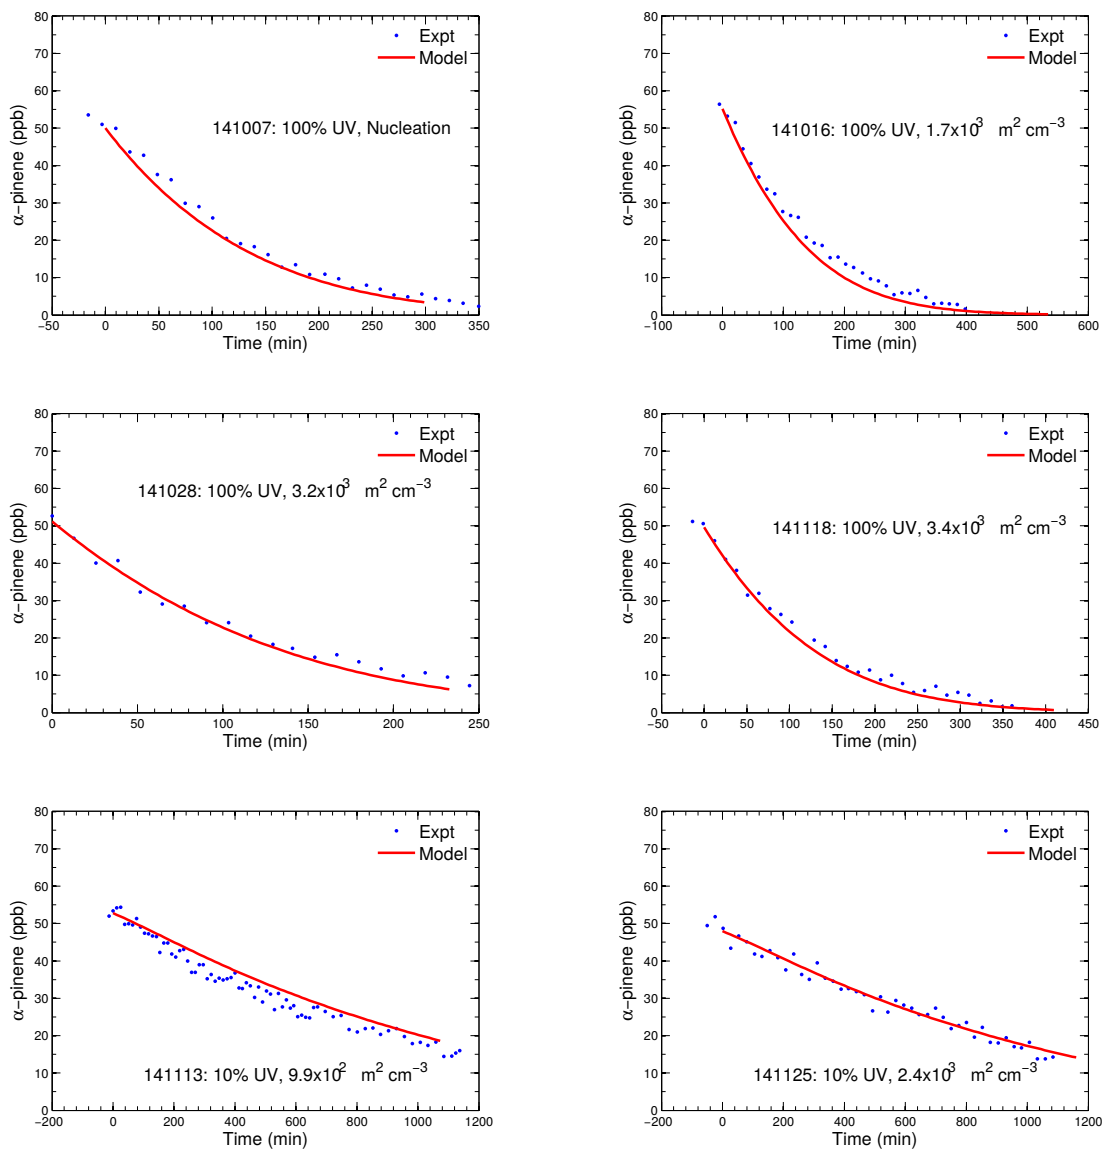 80
70
60
50
40
30
20
10
0
α−pinene (ppb)
Expt
Model
141007: 100% UV, Nucleation
−50 0 50 100 150 200 250 300 350
Time (min)
80
70
60
50
40
30
20
10
0
α−pinene (ppb)
Expt
Model
141016: 100% UV, 1.7x10³ m² cm⁻³
−100 0 100 200 300 400 500 600
Time (min)
80
70
60
50
40
30
20
10
0
α−pinene (ppb)
Expt
Model
141028: 100% UV, 3.2x10³ m² cm⁻³
0 50 100 150 200 250
Time (min)
80
70
60
50
40
30
20
10
0
α−pinene (ppb)
Expt
Model
141118: 100% UV, 3.4x10³ m² cm⁻³
−50 0 50 100 150 200 250 300 350 400 450
Time (min)
80
70
60
50
40
30
20
10
0
α−pinene (ppb)
Expt
Model
141113: 10% UV, 9.9x10² m² cm⁻³
−200 0 200 400 600 800 1000 1200
Time (min)
80
70
60
50
40
30
20
10
0
α−pinene (ppb)
Expt
Model
141125: 10% UV, 2.4x10³ m² cm⁻³
−200 0 200 400 600 800 1000 1200
Time (min)